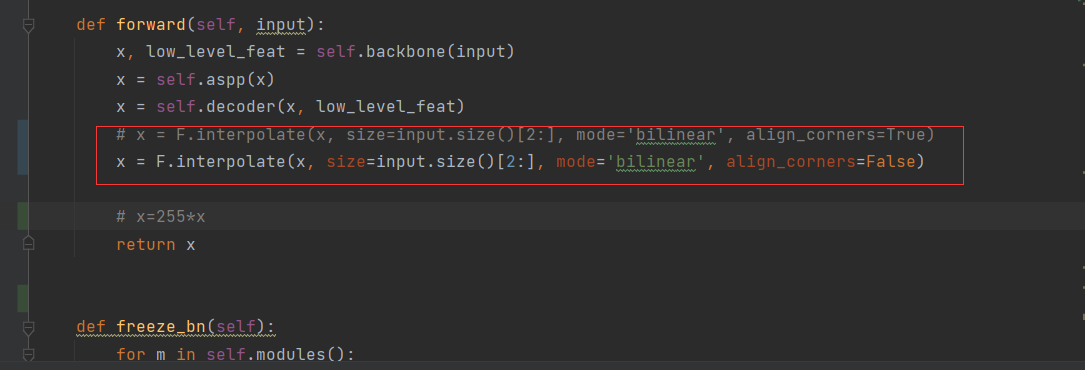 def forward(self, input):
x, low_level_feat = self.backbone(input)
x = self.aspp(x)
x = self.decoder(x, low_level_feat)
# x = F.interpolate(x, size=input.size()[2:], mode='bilinear', align_corners=True)
x = F.interpolate(x, size=input.size()[2:], mode='bilinear', align_corners=False)
# x=255*x
return x
def freeze_bn(self):
for m in self.modules():